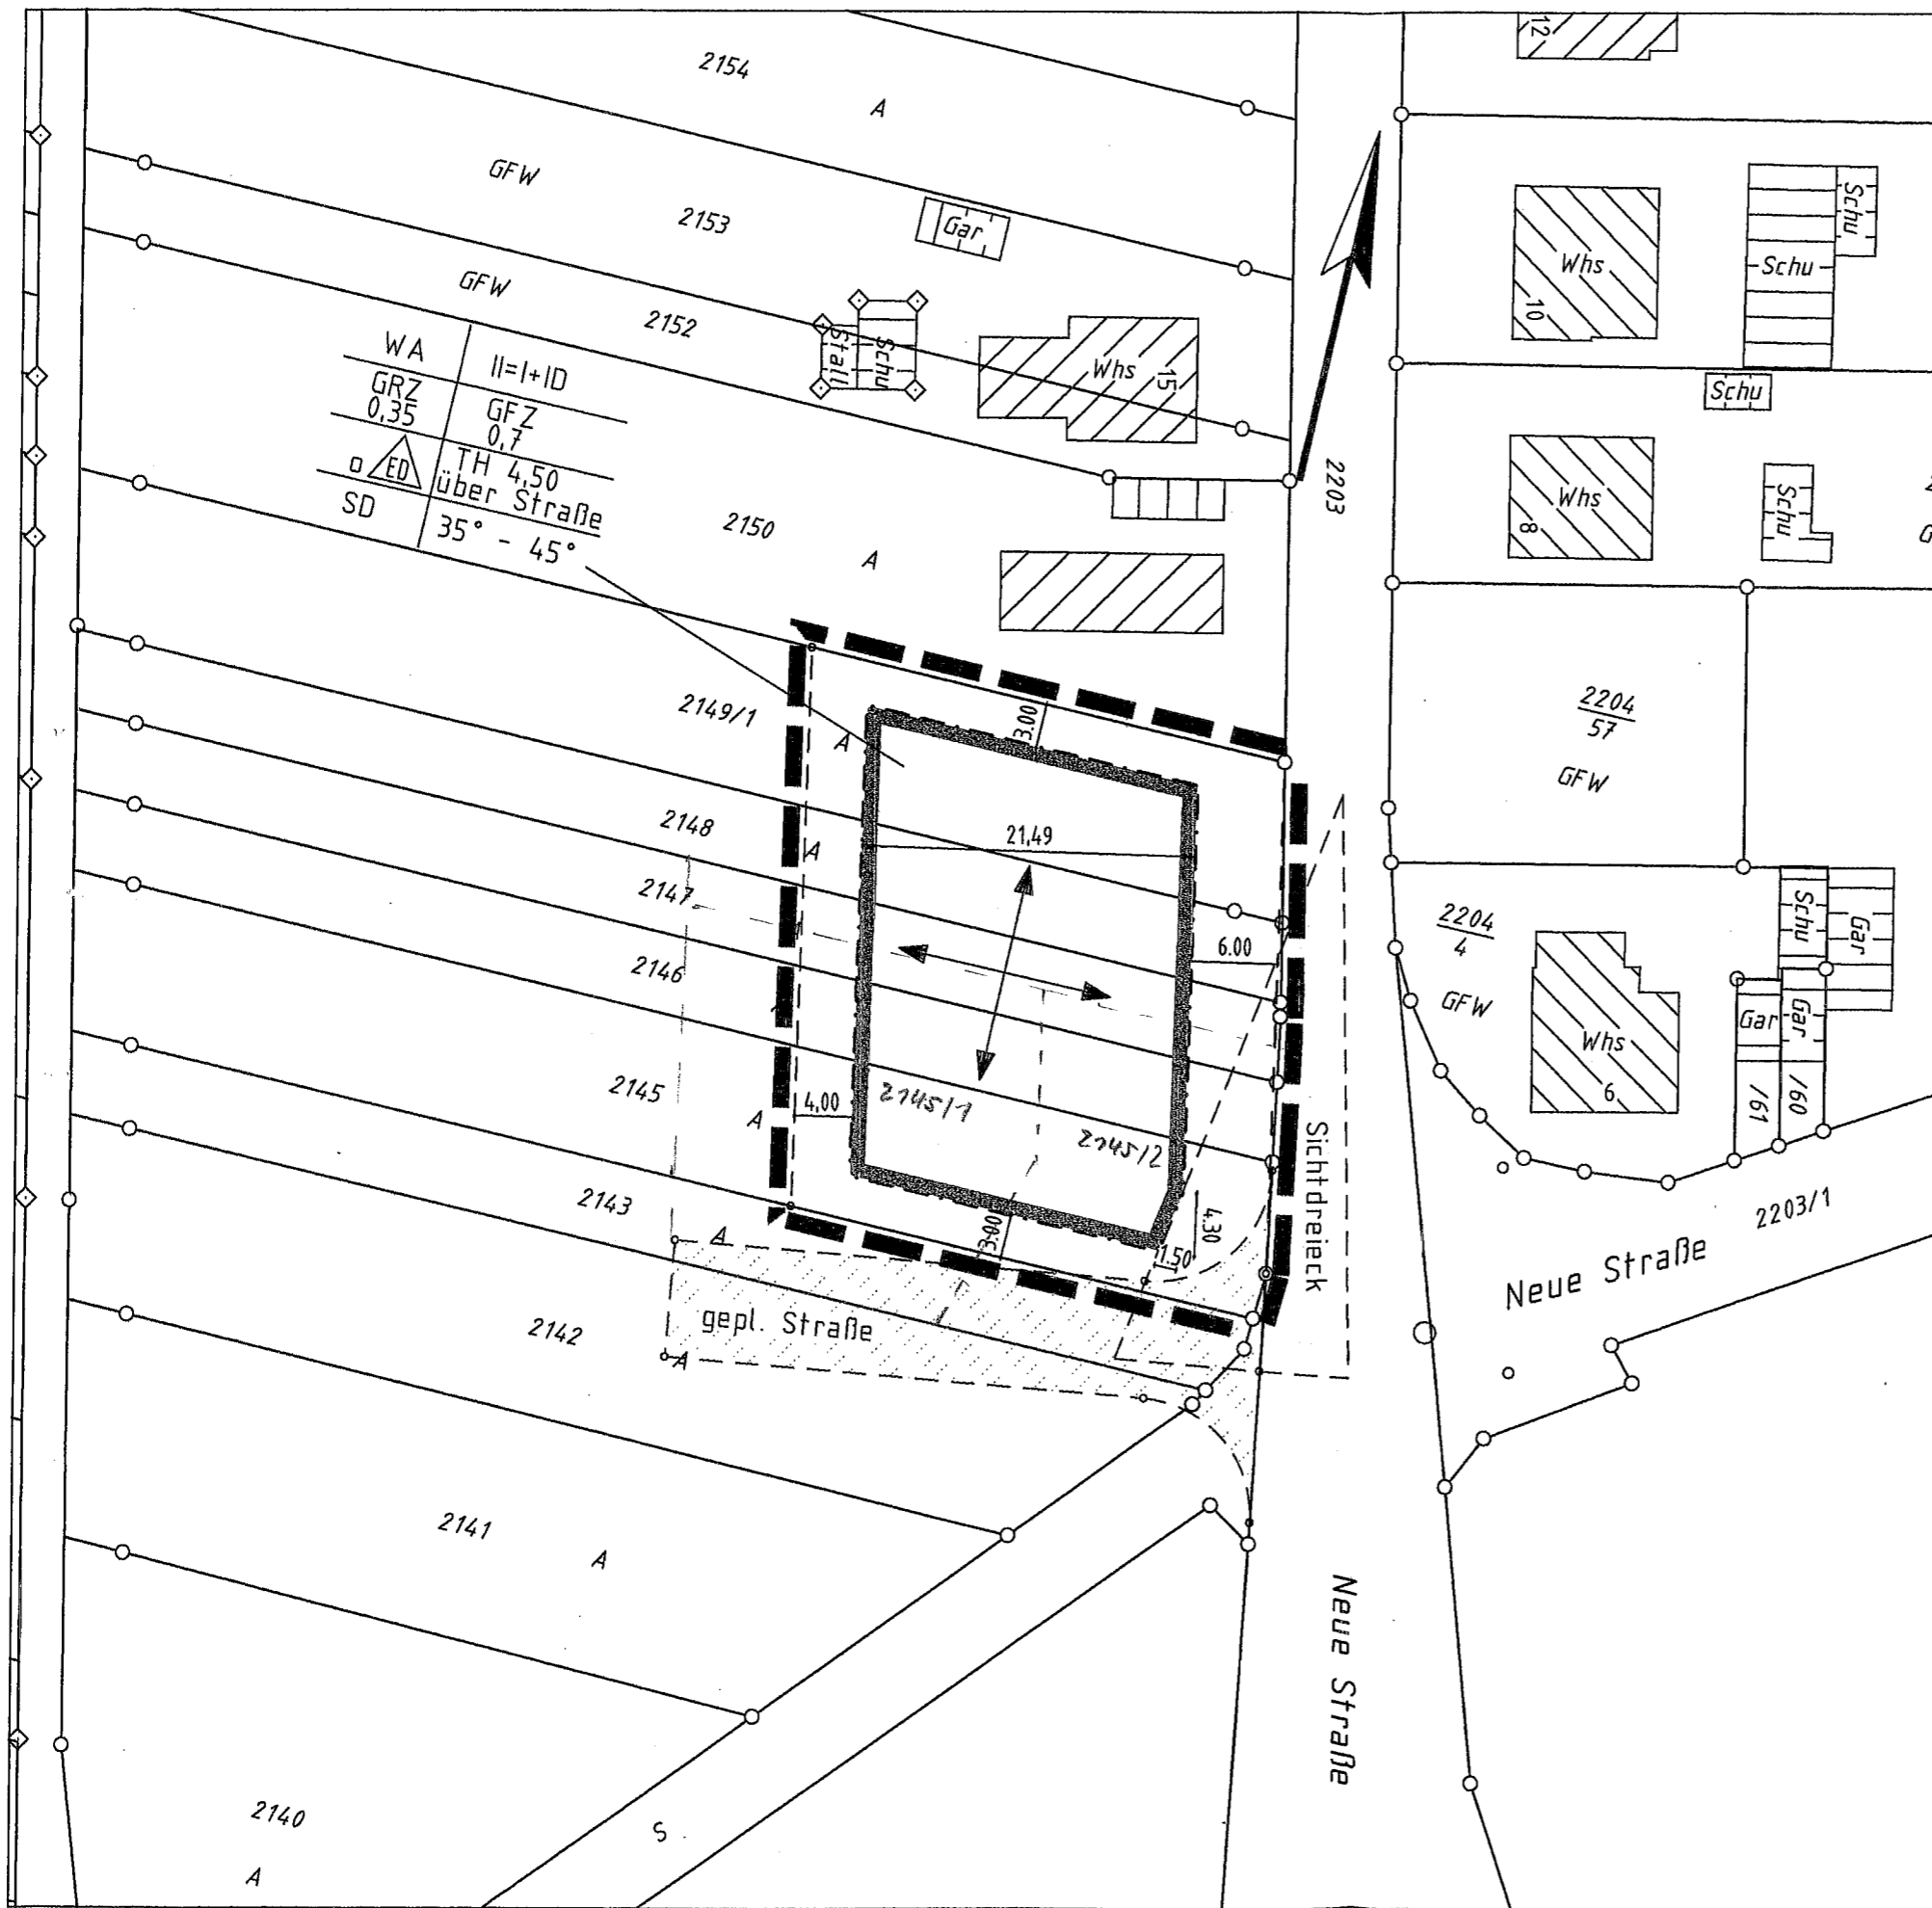 12
2154
A
GFW
2153
Gar
Schu
Whs
10
Schu
GFW
2152
Stall
Schu
Whs
15
Schu
WA
II=I+ID
GRZ
0,35
GFZ
0,7
o ED
TH 4,50
über Straße
SD
35° - 45°
2203
Whs
8
Schu
2150
A
2149/1
A
3.00
2204
57
GFW
21,49
2148
A
2147
2204
4
GFW
Schu
Gar
6.00
2146
Whs
6
Gar
Gar
/61
/60
2145
A
4,00
2145/1
2145/2
Sichtdreieck
2143
A
3.00
4.30
1.50
2203/1
Neue Straße
gepl. Straße
A
2142
2141
A
Neue Straße
2140
A
S